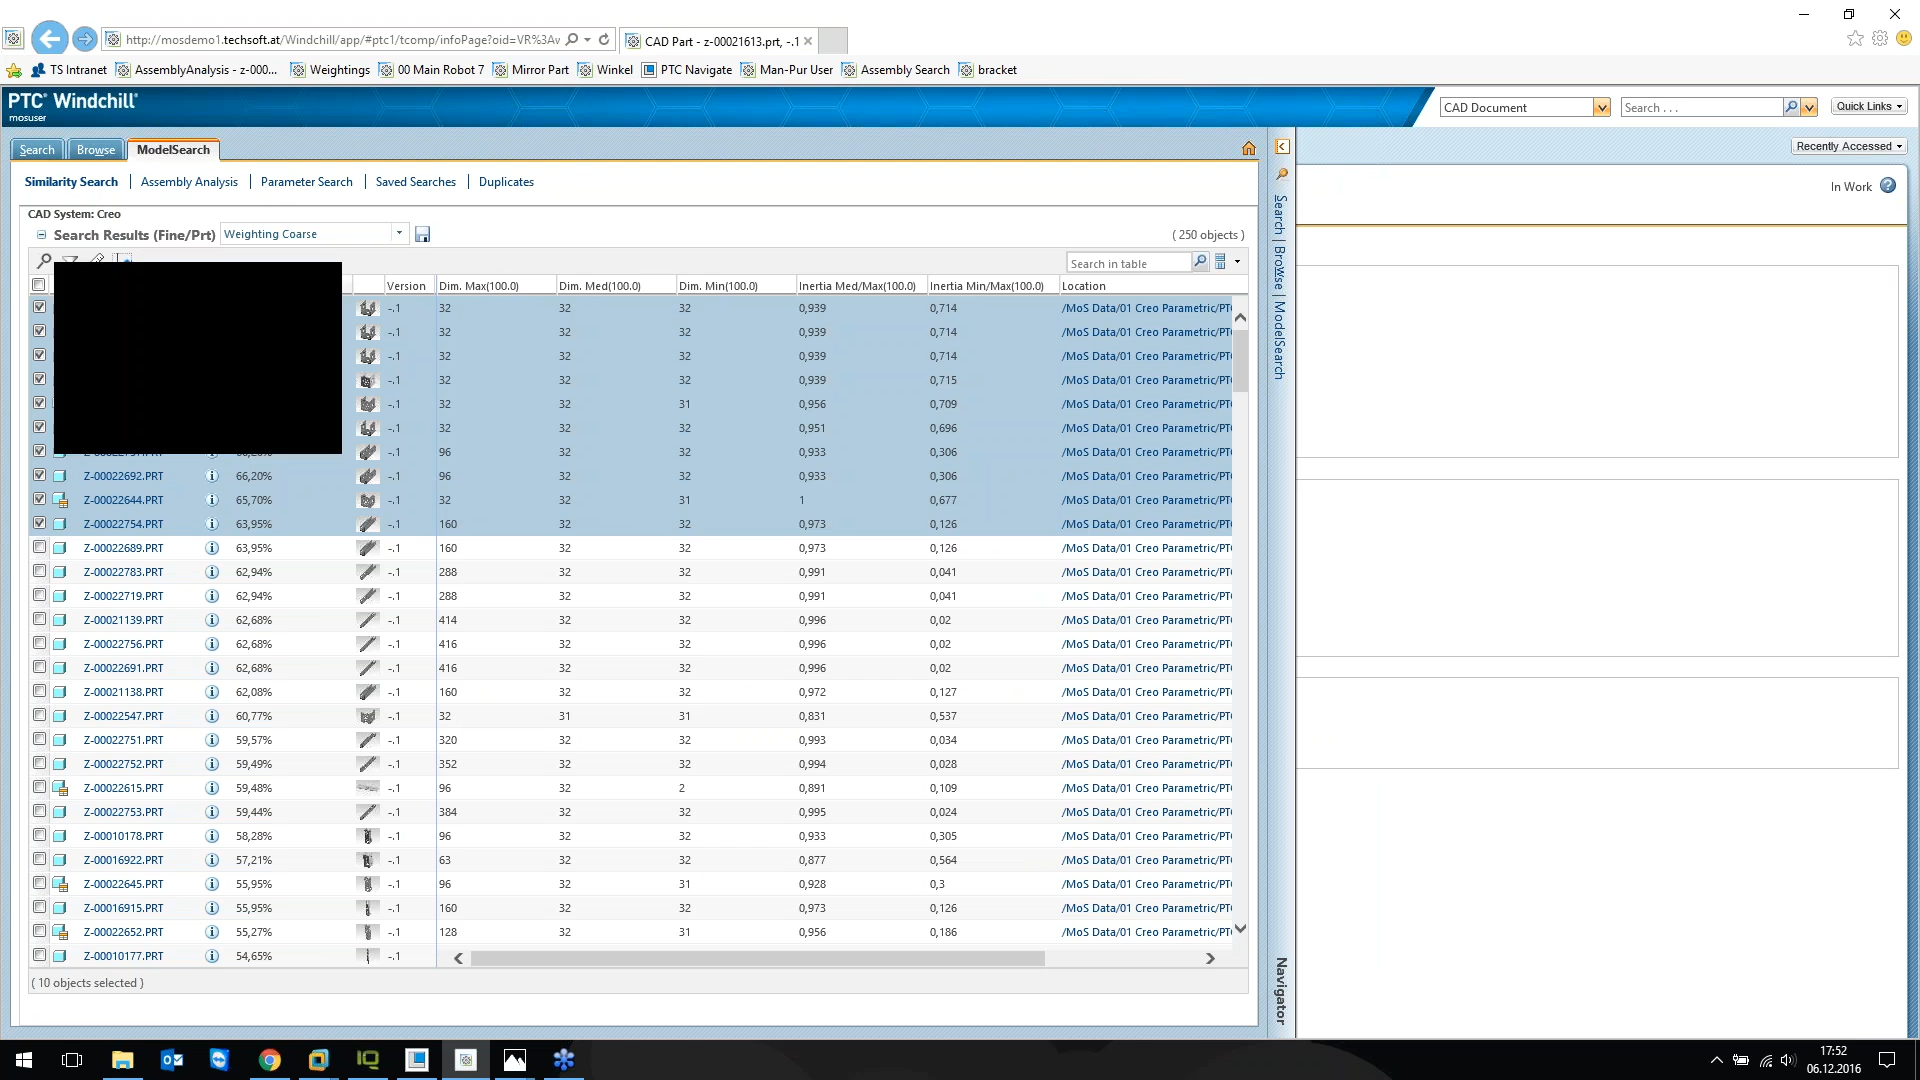 http://mosdemo1.techsoft.at/Windchill/app/#ptc1/tcomp/infoPage?oid=VR%3Av
CAD Part - z-00021613.prt, -.1
TS Intranet AssemblyAnalysis - z-000... Weightings 00 Main Robot 7 Mirror Part Winkel PTC Navigate Man-Pur User Assembly Search bracket
PTC® Windchill®
mosuser
CAD Document Search . . . Quick Links
Search Browse ModelSearch
Recently Accessed
Similarity Search Assembly Analysis Parameter Search Saved Searches Duplicates
In Work
CAD System: Creo
Search Results (Fine/Prt) Weighting Coarse ( 250 objects )
Search in table
Version Dim. Max(100.0) Dim. Med(100.0) Dim. Min(100.0) Inertia Med/Max(100.0) Inertia Min/Max(100.0) Location
-.1 32 32 32 0,939 0,714 /MoS Data/01 Creo Parametric/PT
-.1 32 32 32 0,939 0,714 /MoS Data/01 Creo Parametric/PT
-.1 32 32 32 0,939 0,714 /MoS Data/01 Creo Parametric/PT
-.1 32 32 32 0,939 0,715 /MoS Data/01 Creo Parametric/PT
-.1 32 32 31 0,956 0,709 /MoS Data/01 Creo Parametric/PT
-.1 32 32 32 0,951 0,696 /MoS Data/01 Creo Parametric/PT
-.1 96 32 32 0,933 0,306 /MoS Data/01 Creo Parametric/PT
Z-00022692.PRT 66,20% -.1 96 32 32 0,933 0,306 /MoS Data/01 Creo Parametric/PT
Z-00022644.PRT 65,70% -.1 32 32 31 1 0,677 /MoS Data/01 Creo Parametric/PT
Z-00022754.PRT 63,95% -.1 160 32 32 0,973 0,126 /MoS Data/01 Creo Parametric/PT
Z-00022689.PRT 63,95% -.1 160 32 32 0,973 0,126 /MoS Data/01 Creo Parametric/PT
Z-00022783.PRT 62,94% -.1 288 32 32 0,991 0,041 /MoS Data/01 Creo Parametric/PT
Z-00022719.PRT 62,94% -.1 288 32 32 0,991 0,041 /MoS Data/01 Creo Parametric/PT
Z-00021139.PRT 62,68% -.1 414 32 32 0,996 0,02 /MoS Data/01 Creo Parametric/PT
Z-00022756.PRT 62,68% -.1 416 32 32 0,996 0,02 /MoS Data/01 Creo Parametric/PT
Z-00022691.PRT 62,68% -.1 416 32 32 0,996 0,02 /MoS Data/01 Creo Parametric/PT
Z-00021138.PRT 62,08% -.1 160 32 32 0,972 0,127 /MoS Data/01 Creo Parametric/PT
Z-00022547.PRT 60,77% -.1 32 31 31 0,831 0,537 /MoS Data/01 Creo Parametric/PT
Z-00022751.PRT 59,57% -.1 320 32 32 0,993 0,034 /MoS Data/01 Creo Parametric/PT
Z-00022752.PRT 59,49% -.1 352 32 32 0,994 0,028 /MoS Data/01 Creo Parametric/PT
Z-00022615.PRT 59,48% -.1 96 32 2 0,891 0,109 /MoS Data/01 Creo Parametric/PT
Z-00022753.PRT 59,44% -.1 384 32 32 0,995 0,024 /MoS Data/01 Creo Parametric/PT
Z-00010178.PRT 58,28% -.1 96 32 32 0,933 0,305 /MoS Data/01 Creo Parametric/PT
Z-00016922.PRT 57,21% -.1 63 32 32 0,877 0,564 /MoS Data/01 Creo Parametric/PT
Z-00022645.PRT 55,95% -.1 96 32 31 0,928 0,3 /MoS Data/01 Creo Parametric/PT
Z-00016915.PRT 55,95% -.1 160 32 32 0,973 0,126 /MoS Data/01 Creo Parametric/PT
Z-00022652.PRT 55,27% -.1 128 32 31 0,956 0,186 /MoS Data/01 Creo Parametric/PT
Z-00010177.PRT 54,65% -.1
( 10 objects selected )
Search | Browse | ModelSearch
Navigator
17:52
06.12.2016